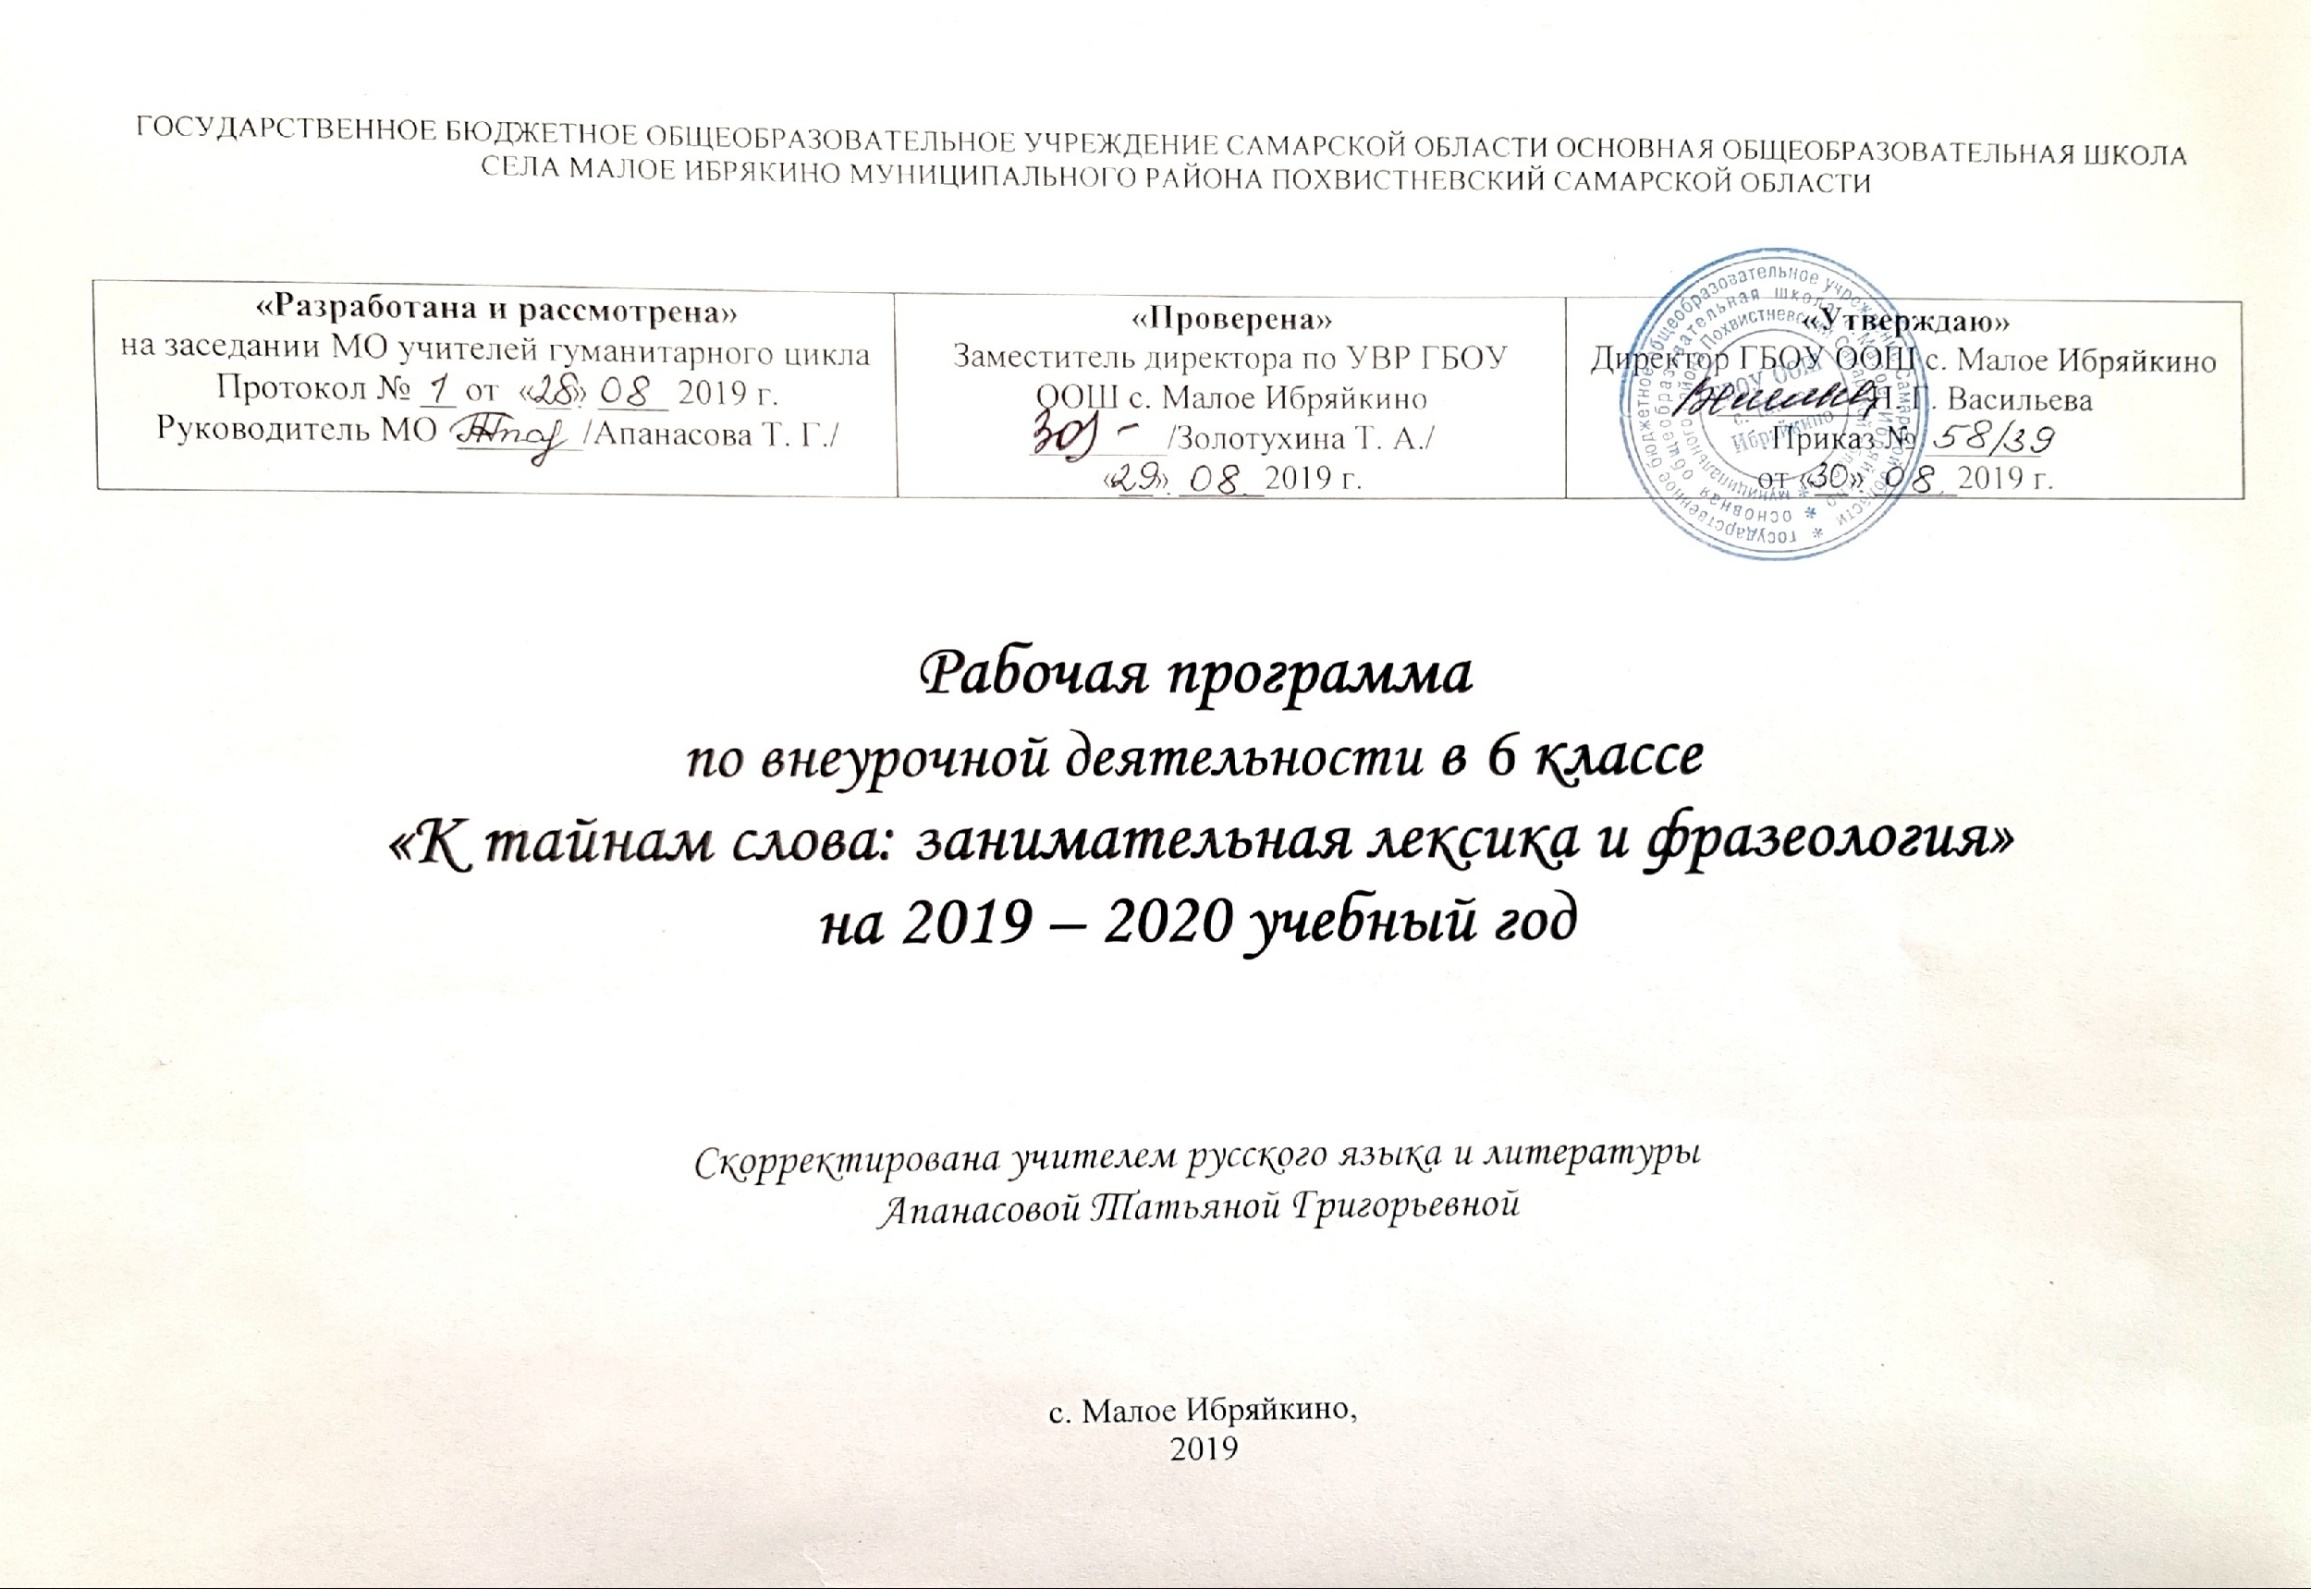 ГОСУДАРСТВЕННОЕ БЮДЖЕТНОЕ ОБЩЕОБРАЗОВАТЕЛЬНОЕ УЧРЕЖДЕНИЕ САМАРСКОЙ ОБЛАСТИ ОСНОВНАЯ ОБЩЕОБРАЗОВАТЕЛЬНАЯ ШКОЛА
СЕЛА МАЛОЕ ИБРЯКИНО МУНИЦИПАЛЬНОГО РАЙОНА ПОХВИСТНЕВСКИЙ САМАРСКОЙ ОБЛАСТИ
«Разработана и рассмотрена»
на заседании МО учителей гуманитарного цикла
Протокол № 1 от «28» 08 2019 г.
Руководитель МО /Апанасова Т. Г./
«Проверена»
Заместитель директора по УВР ГБОУ
ООШ с. Малое Ибряйкино
/Золотухина Т. А./
«29» 08 2019 г.
«Утверждаю»
Директор ГБОУ ООШ с. Малое Ибряйкино
Васильева
Приказ № 58/39
от «30» 08. 2019 г.
Рабочая программа
по внеурочной деятельности в 6 классе
«К тайнам слова: занимательная лексика и фразеология»
на 2019 – 2020 учебный год
Скорректирована учителем русского языка и литературы
Апанасовой Татьяной Григорьевной
с. Малое Ибряйкино,
2019